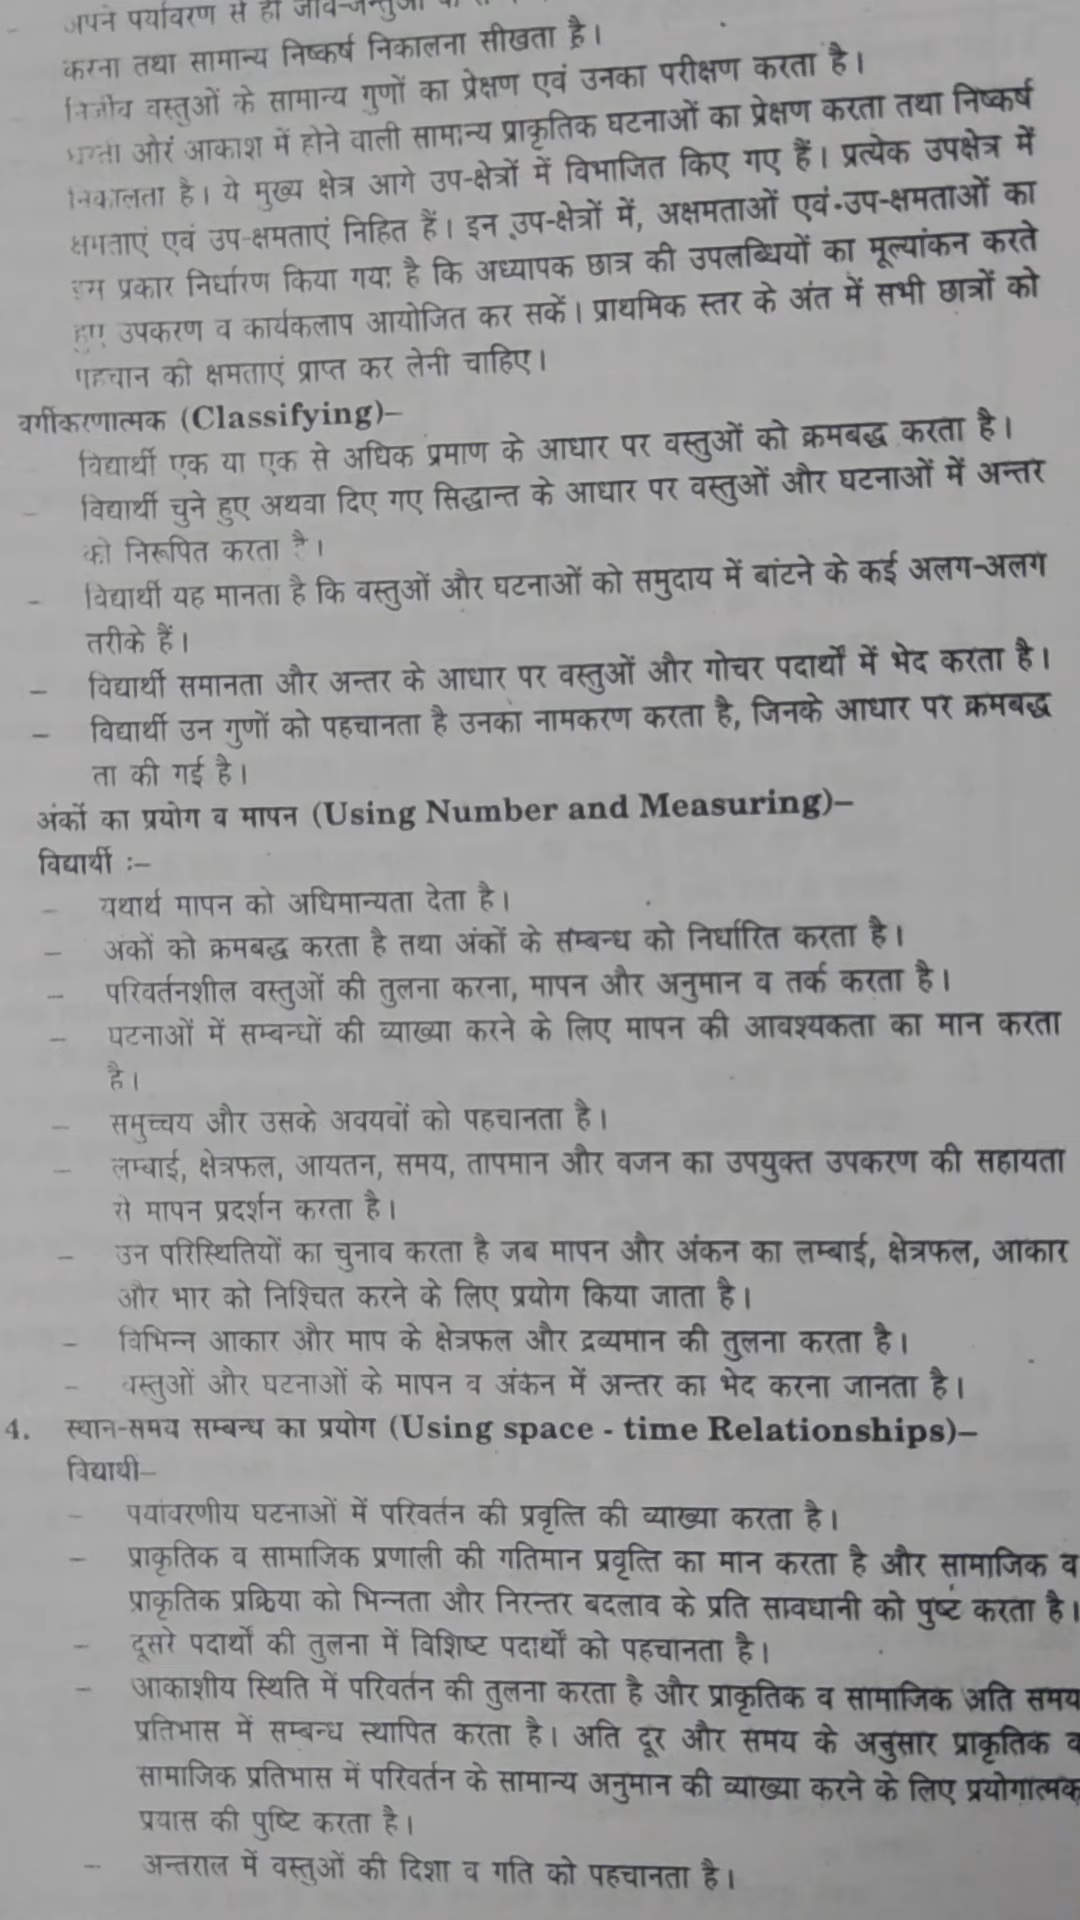 अपने पर्यावरण से ही जीव-जन्तुओं
करना तथा सामान्य निष्कर्ष निकालना सीखता है।
निर्जीव वस्तुओं के सामान्य गुणों का प्रेक्षण एवं उनका परीक्षण करता है।
और आकाश में होने वाली सामान्य प्राकृतिक घटनाओं का प्रेक्षण करता तथा निष्कर्ष
निकालता है। ये मुख्य क्षेत्र आगे उप-क्षेत्रों में विभाजित किए गए हैं। प्रत्येक उपक्षेत्र में
क्षमताएं एवं उप-क्षमताएं निहित हैं। इन उप-क्षेत्रों में, अक्षमताओं एवं उप-क्षमताओं का
इस प्रकार निर्धारण किया गया है कि अध्यापक छात्र की उपलब्धियों का मूल्यांकन करते
हुए उपकरण व कार्यकलाप आयोजित कर सकें। प्राथमिक स्तर के अंत में सभी छात्रों को
पहचान की क्षमताएं प्राप्त कर लेनी चाहिए।
वर्गीकरणात्मक (Classifying)–
विद्यार्थी एक या एक से अधिक प्रमाण के आधार पर वस्तुओं को क्रमबद्ध करता है।
– विद्यार्थी चुने हुए अथवा दिए गए सिद्धान्त के आधार पर वस्तुओं और घटनाओं में अन्तर
को निरूपित करता है।
– विद्यार्थी यह मानता है कि वस्तुओं और घटनाओं को समुदाय में बांटने के कई अलग-अलग
तरीके हैं।
– विद्यार्थी समानता और अन्तर के आधार पर वस्तुओं और गोचर पदार्थों में भेद करता है।
– विद्यार्थी उन गुणों को पहचानता है उनका नामकरण करता है, जिनके आधार पर क्रमबद्ध
ता की गई है।
अंकों का प्रयोग व मापन (Using Number and Measuring)–
विद्यार्थी :–
– यथार्थ मापन को अधिमान्यता देता है।
– अकों को क्रमबद्ध करता है तथा अंकों के सम्बन्ध को निर्धारित करता है।
– परिवर्तनशील वस्तुओं की तुलना करना, मापन और अनुमान व तर्क करता है।
– घटनाओं में सम्बन्धों की व्याख्या करने के लिए मापन की आवश्यकता का मान करता
है।
– समुच्चय और उसके अवयवों को पहचानता है।
– लम्बाई, क्षेत्रफल, आयतन, समय, तापमान और वजन का उपयुक्त उपकरण की सहायता
से मापन प्रदर्शन करता है।
– उन परिस्थितियों का चुनाव करता है जब मापन और अंकन का लम्बाई, क्षेत्रफल, आकार
और भार को निश्चित करने के लिए प्रयोग किया जाता है।
– विभिन्न आकार और माप के क्षेत्रफल और द्रव्यमान की तुलना करता है।
– वस्तुओं और घटनाओं के मापन व अंकन में अन्तर का भेद करना जानता है।
4. स्थान-समय सम्बन्ध का प्रयोग (Using space - time Relationships)–
विद्यार्थी–
– पर्यावरणीय घटनाओं में परिवर्तन की प्रवृत्ति की व्याख्या करता है।
– प्राकृतिक व सामाजिक प्रणाली की गतिमान प्रवृत्ति का मान करता है और सामाजिक व
प्राकृतिक प्रक्रिया को भिन्नता और निरन्तर बदलाव के प्रति सावधानी को पुष्ट करता है।
– दूसरे पदार्थों की तुलना में विशिष्ट पदार्थों को पहचानता है।
– आकाशीय स्थिति में परिवर्तन की तुलना करता है और प्राकृतिक व सामाजिक अति समय
प्रतिभास में सम्बन्ध स्थापित करता है। अति दूर और समय के अनुसार प्राकृतिक व
सामाजिक प्रतिभास में परिवर्तन के सामान्य अनुमान की व्याख्या करने के लिए प्रयोगात्मक
प्रयास की पुष्टि करता है।
– अन्तराल में वस्तुओं की दिशा व गति को पहचानता है।